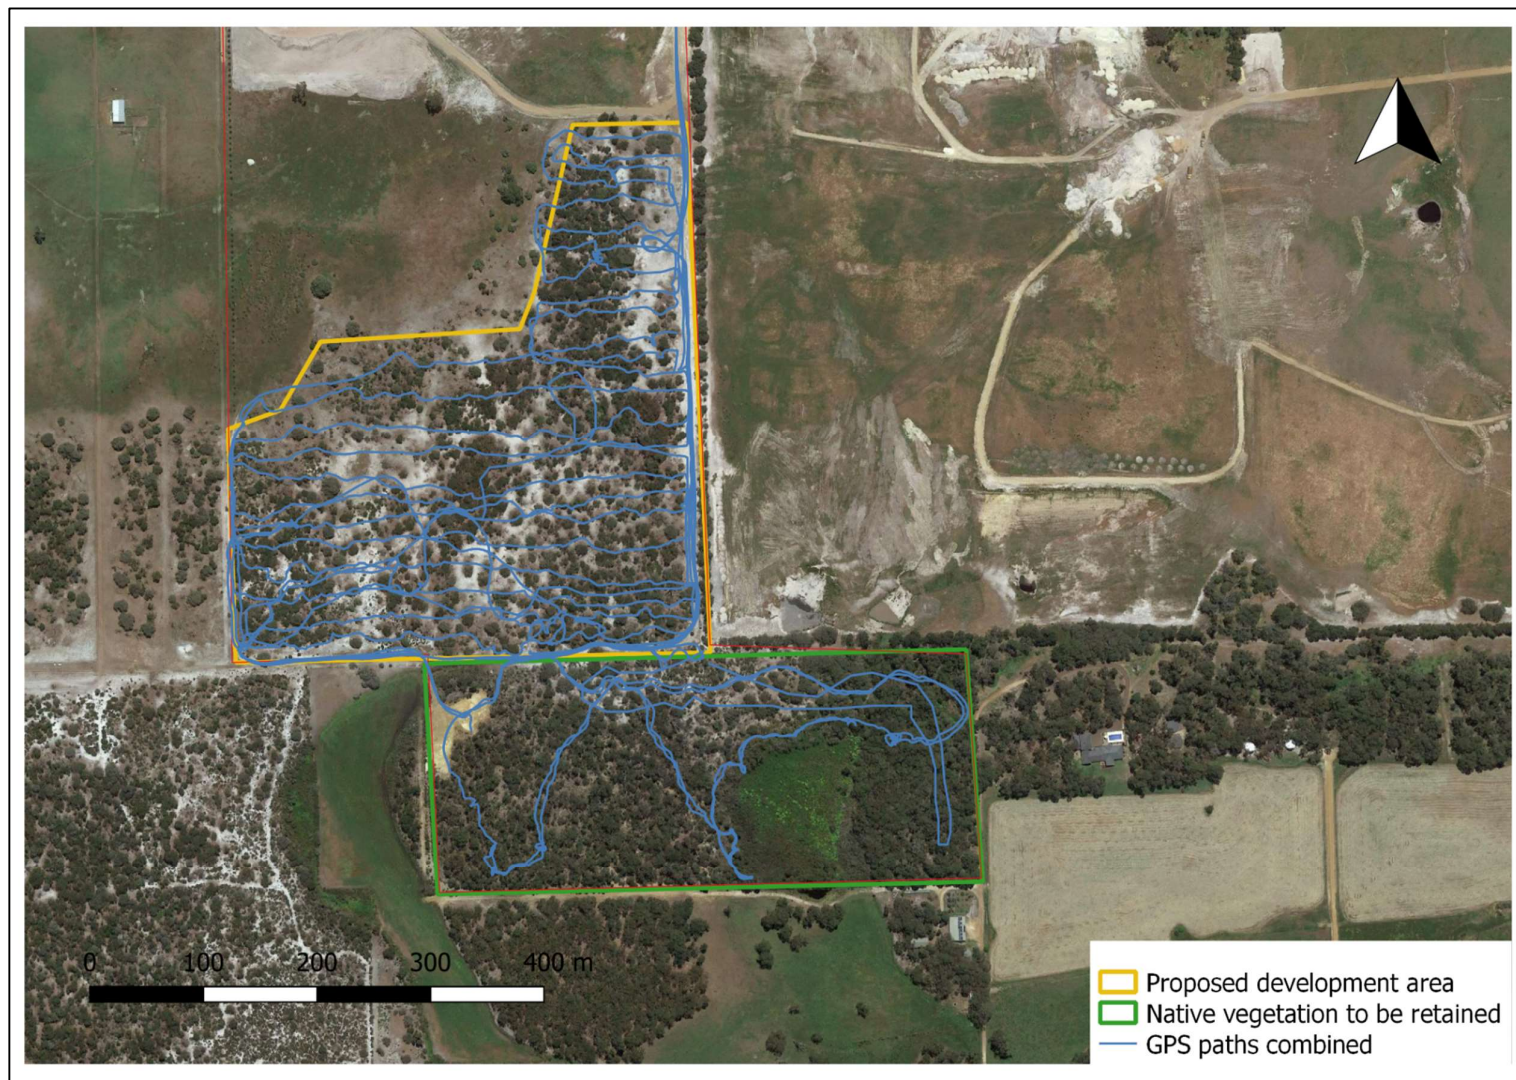 0 100 200 300 400 m
Proposed development area
Native vegetation to be retained
GPS paths combined